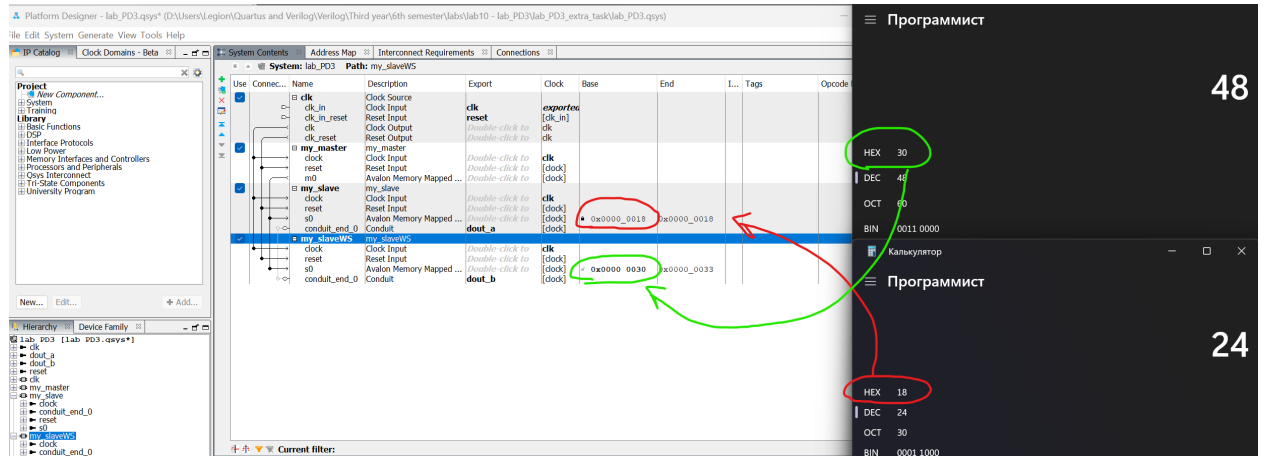 Platform Designer - lab_PD3.qsys* (D:\Users\Legion\Quartus and Verilog\Verilog\Third year\6th semester\labs\lab10 - lab_PD3\lab_PD3_extra_task\lab_PD3.qsys)
File Edit System Generate View Tools Help
IP Catalog Clock Domains - Beta
Project
New Component...
System
Training
Library
Basic Functions
DSP
Interface Protocols
Low Power
Memory Interfaces and Controllers
Processors and Peripherals
Qsys Interconnect
Tri-State Components
University Program
New... Edit... Add...
Hierarchy Device Family
lab_PD3 [lab_PD3.qsys*]
clk
dout_a
dout_b
reset
clk
my_master
my_slave
clock
conduit_end_0
reset
s0
my_slaveWS
clock
conduit_end_0
System Contents Address Map Interconnect Requirements Connections
System: lab_PD3 Path: my_slaveWS
Use Connec... Name Description Export Clock Base End I... Tags Opcode
clk Clock Source
clk_in Clock Input clk exported
clk_in_reset Reset Input reset [clk_in]
clk Clock Output Double-click to clk
clk_reset Reset Output Double-click to clk
my_master my_master
clock Clock Input Double-click to clk
reset Reset Input Double-click to [clock]
m0 Avalon Memory Mapped ... Double-click to [clock]
my_slave my_slave
clock Clock Input Double-click to clk
reset Reset Input Double-click to [clock]
s0 Avalon Memory Mapped ... Double-click to [clock] 0x0000_0018 0x0000_0018
conduit_end_0 Conduit dout_a [clock]
my_slaveWS my_slaveWS
clock Clock Input Double-click to clk
reset Reset Input Double-click to [clock]
s0 Avalon Memory Mapped ... Double-click to [clock] 0x0000_0030 0x0000_0033
conduit_end_0 Conduit dout_b [clock]
Current filter:
Программист
48
HEX 30
DEC 48
OCT 60
BIN 0011 0000
Калькулятор
Программист
24
HEX 18
DEC 24
OCT 30
BIN 0001 1000